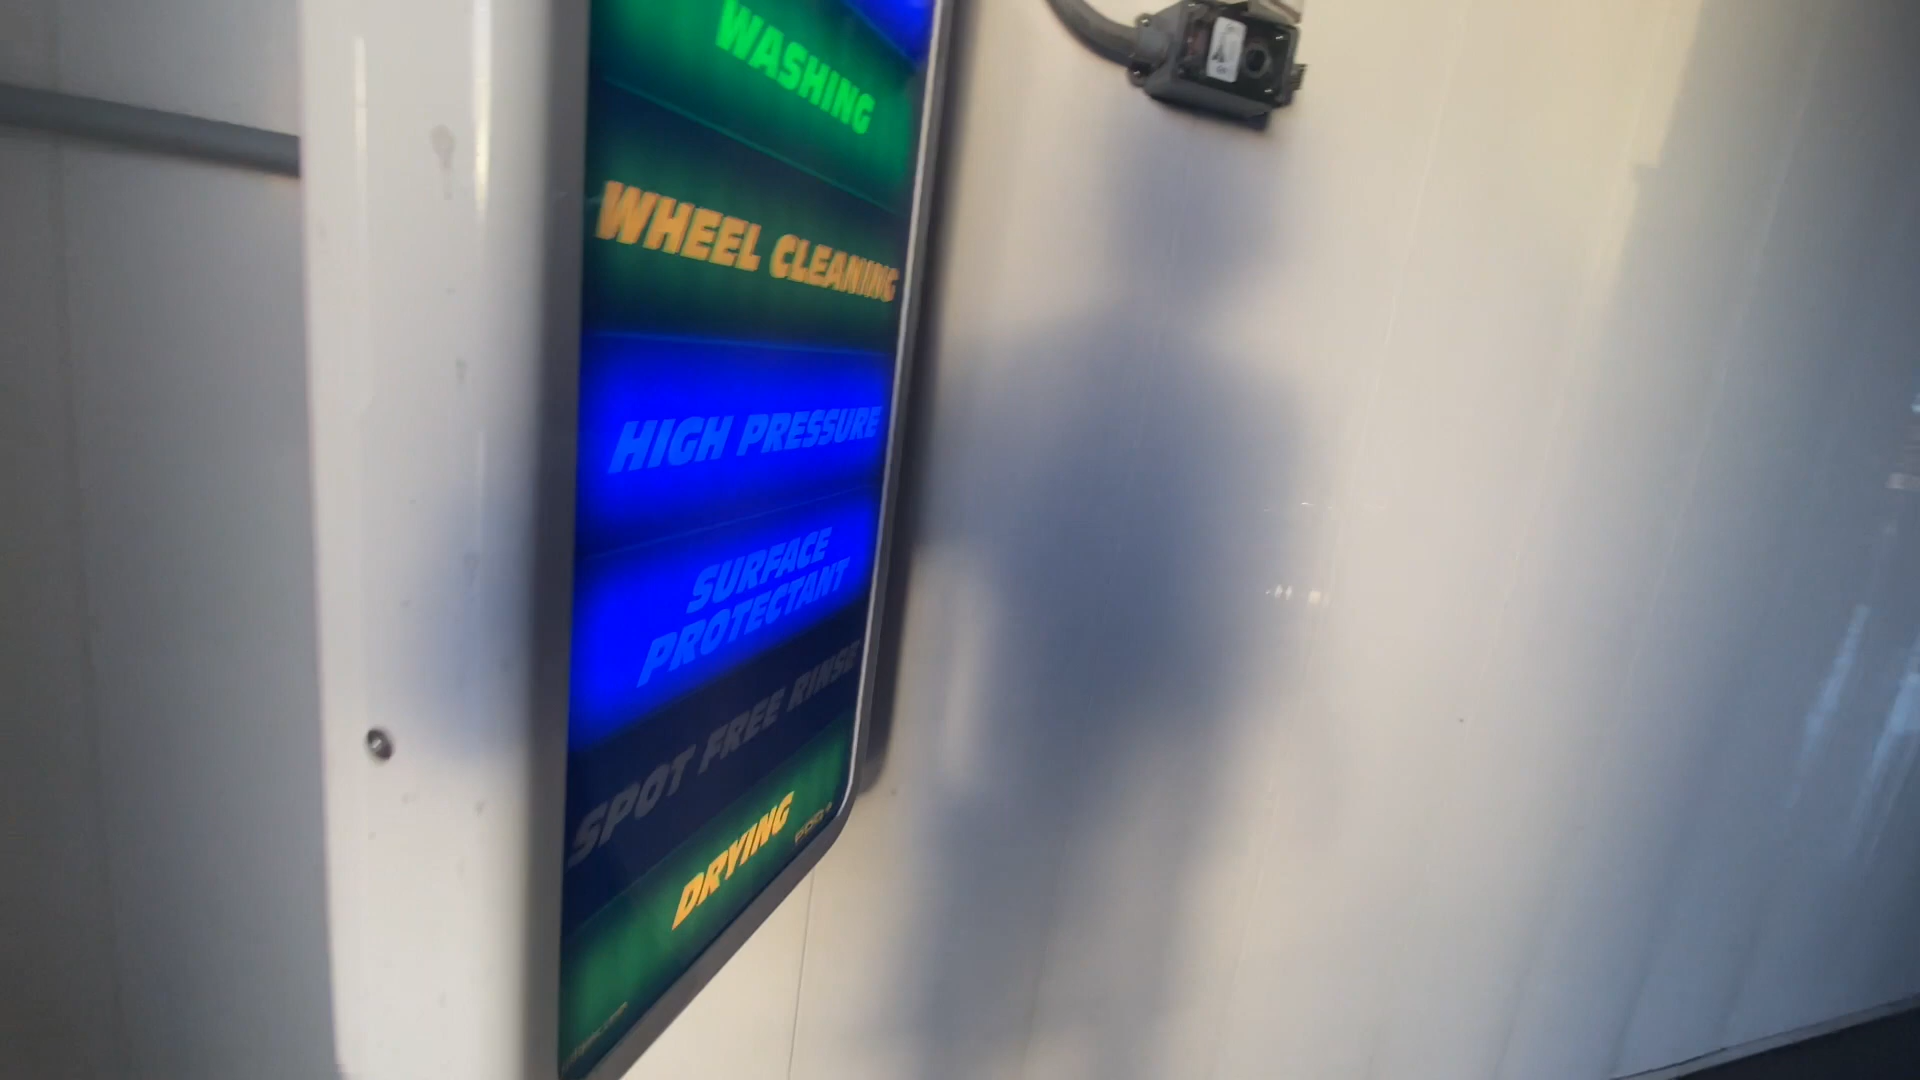 WASHING
WHEEL CLEANING
HIGH PRESSURE
SURFACE
PROTECTANT
SPOT FREE RINSE
DRYING